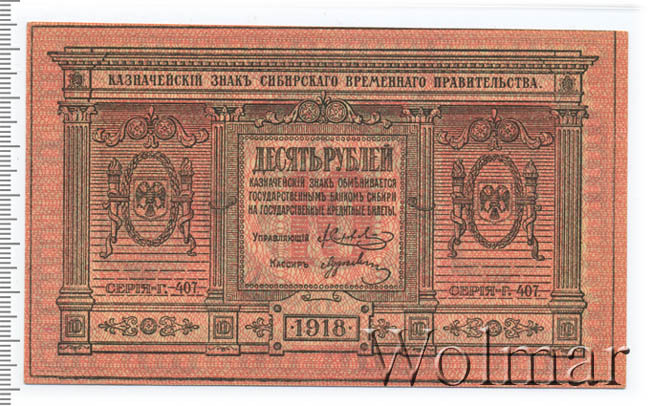 КАЗНАЧЕЙСКІЙ ЗНАКЪ СИБИРСКАГО ВРЕМЕННАГО ПРАВИТЕЛЬСТВА.
ДЕСЯТЬ РУБЛЕЙ
КАЗНАЧЕЙСКІЙ ЗНАКЪ ОБМѢНИВАЕТСЯ
ГОСУДАРСТВЕННЫМЪ БАНКОМЪ СИБИРИ
НА ГОСУДАРСТВЕННЫЕ КРЕДИТНЫЕ БИЛЕТЫ.
УПРАВЛЯЮЩІЙ
КАССИРЪ
СЕРІЯ-Г.-407.
СЕРІЯ-Г.-407.
·1918·
Wolmar